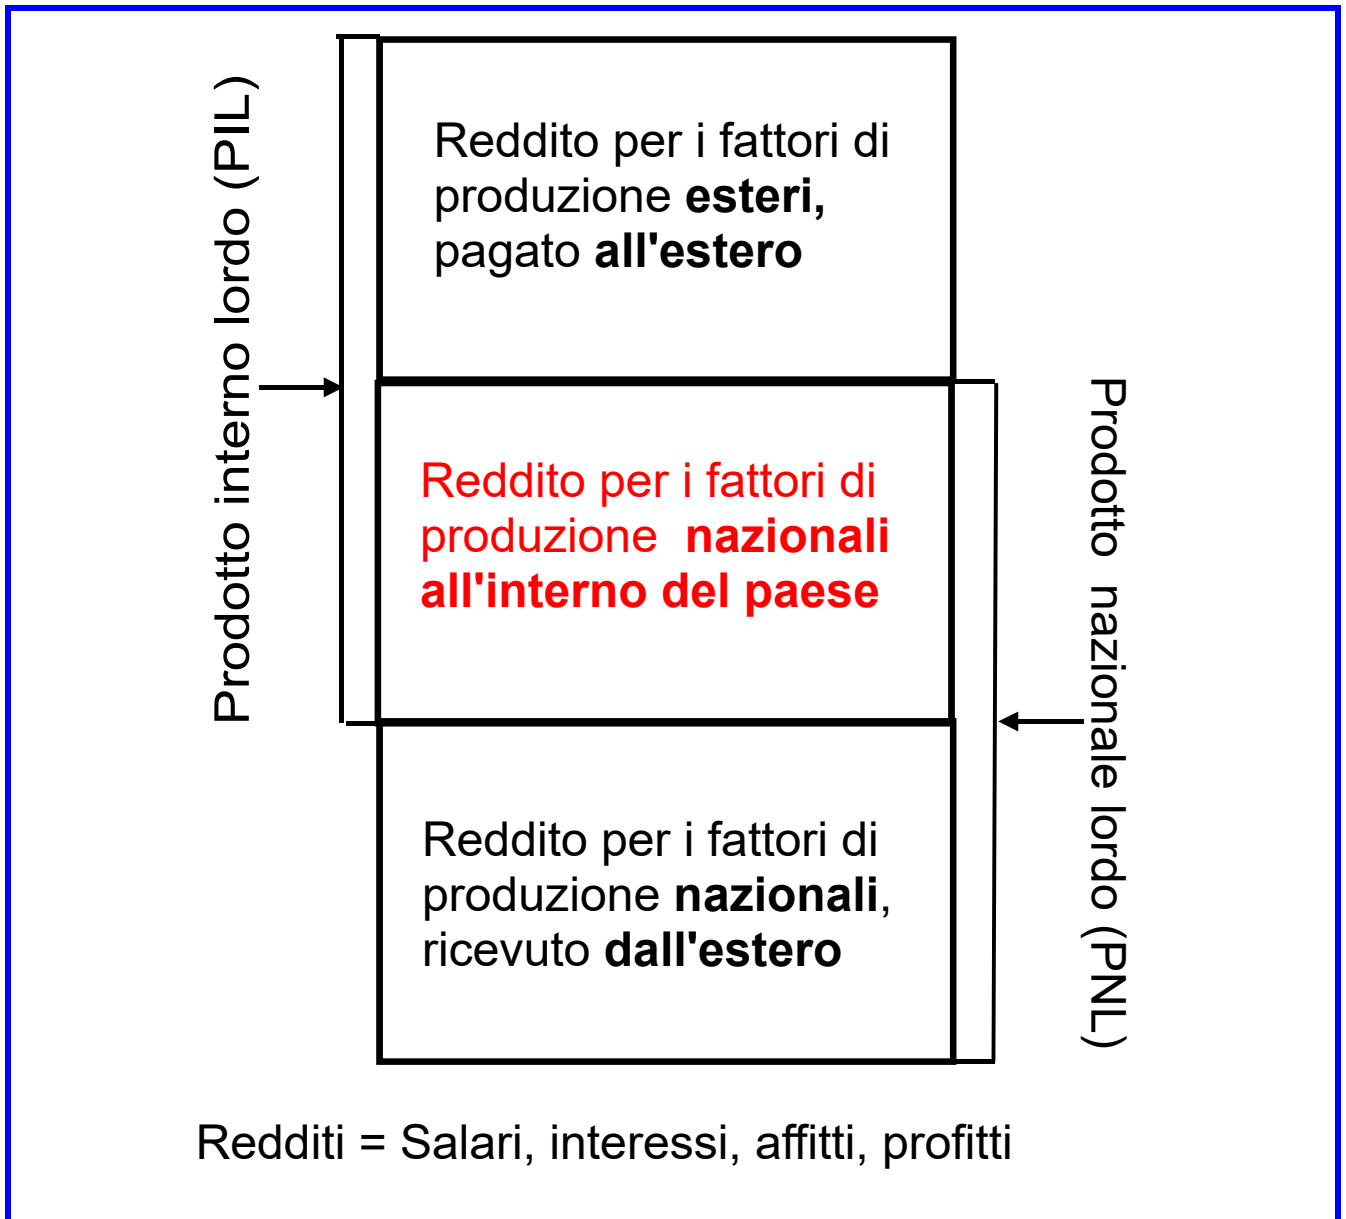 Prodotto interno lordo (PIL)
Reddito per i fattori di
produzione esteri,
pagato all'estero
Reddito per i fattori di
produzione nazionali
all'interno del paese
Prodotto nazionale lordo (PNL)
Reddito per i fattori di
produzione nazionali,
ricevuto dall'estero
Redditi = Salari, interessi, affitti, profitti